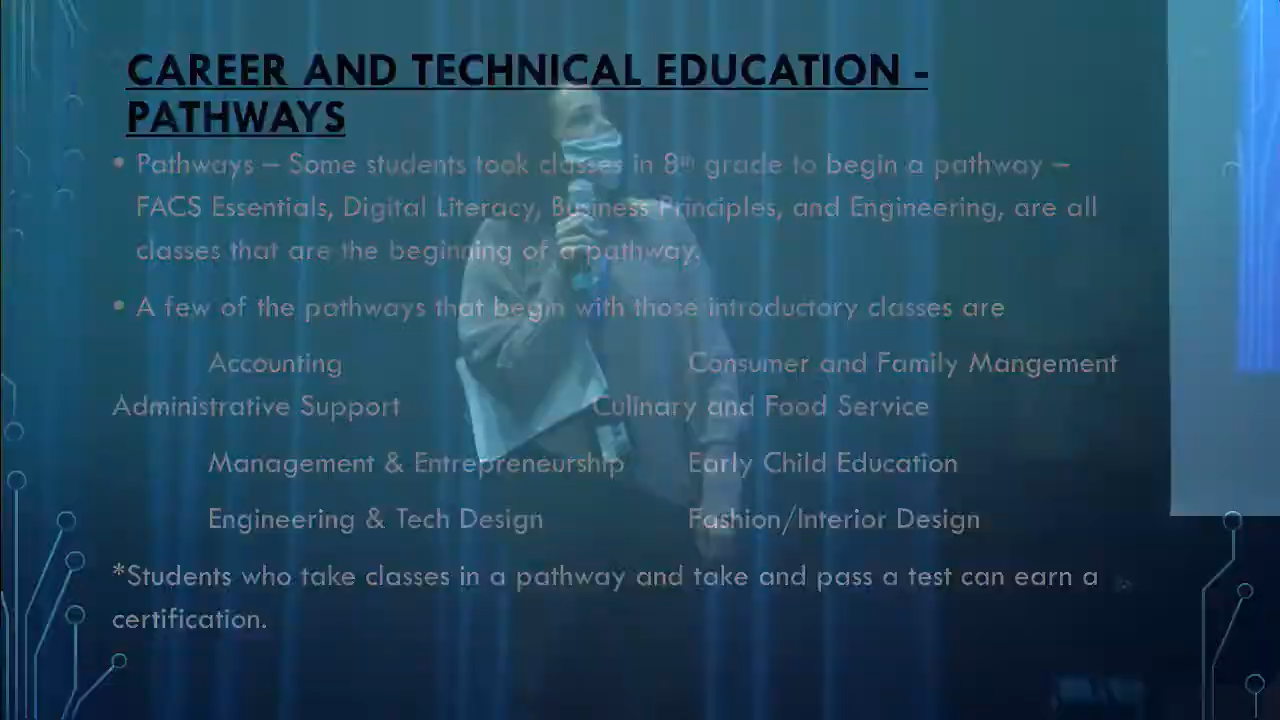 CAREER AND TECHNICAL EDUCATION -
PATHWAYS
• Pathways – Some students took classes in 8th grade to begin a pathway –
FACS Essentials, Digital Literacy, Business Principles, and Engineering, are all
classes that are the beginning of a pathway.
• A few of the pathways that begin with those introductory classes are
Accounting Consumer and Family Mangement
Administrative Support Culinary and Food Service
Management & Entrepreneurship Early Child Education
Engineering & Tech Design Fashion/Interior Design
*Students who take classes in a pathway and take and pass a test can earn a
certification.